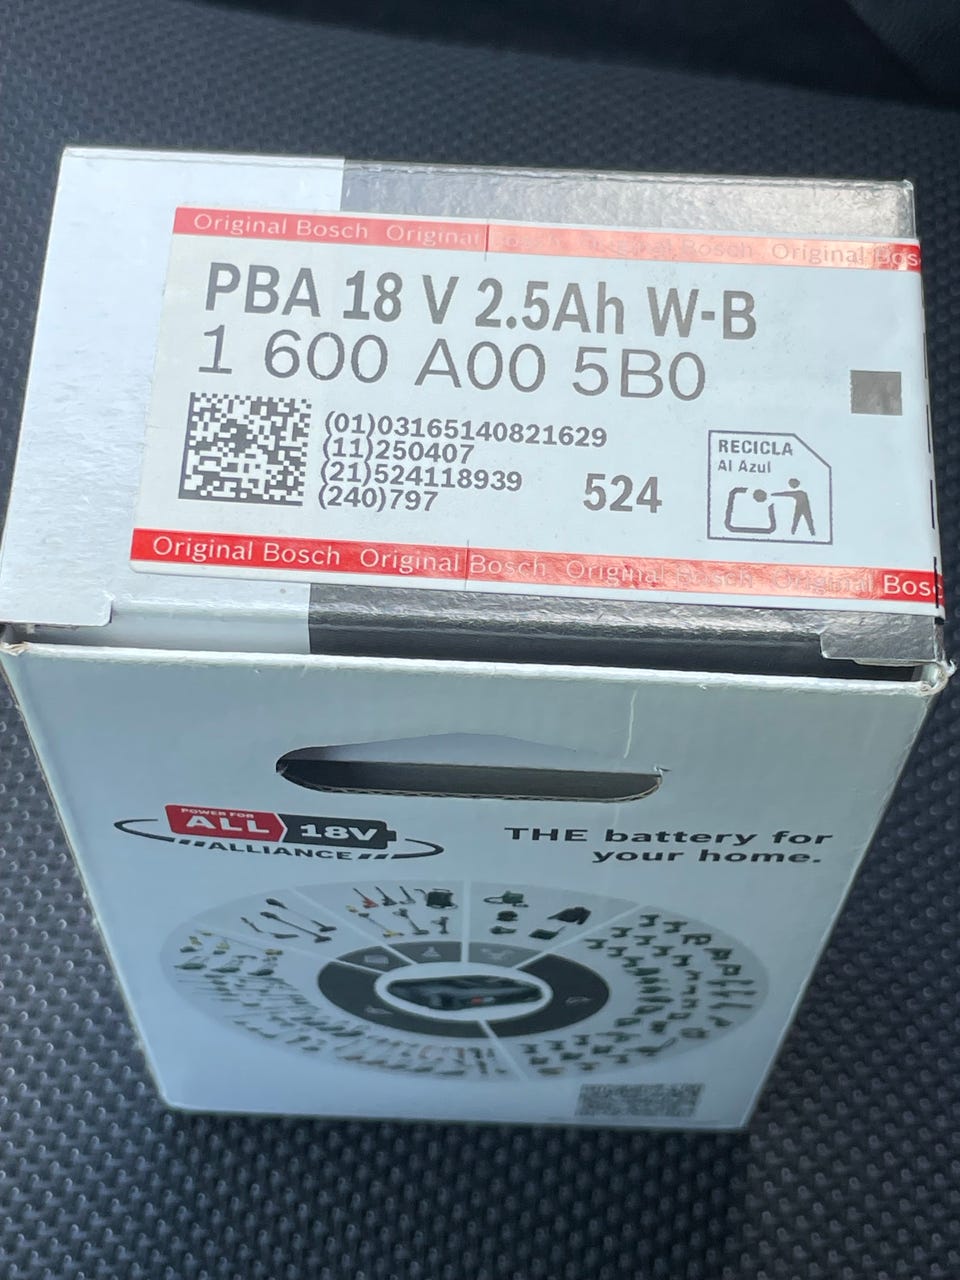 Original Bosch Original Bosch Original Bosch Original Bos
PBA 18 V 2.5Ah W-B
1 600 A00 5B0
(01)03165140821629
(11)250407
(21)524118939
(240)797
524
RECICLA
Al Azul
Original Bosch Original Bosch Original Bosch Original Bosc
POWER FOR
ALL 18V
ALLIANCE
THE battery for
your home.